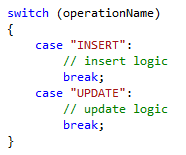 switch (operationName)
{
    case "INSERT":
        // insert logic
        break;
    case "UPDATE":
        // update logic
        break;
}